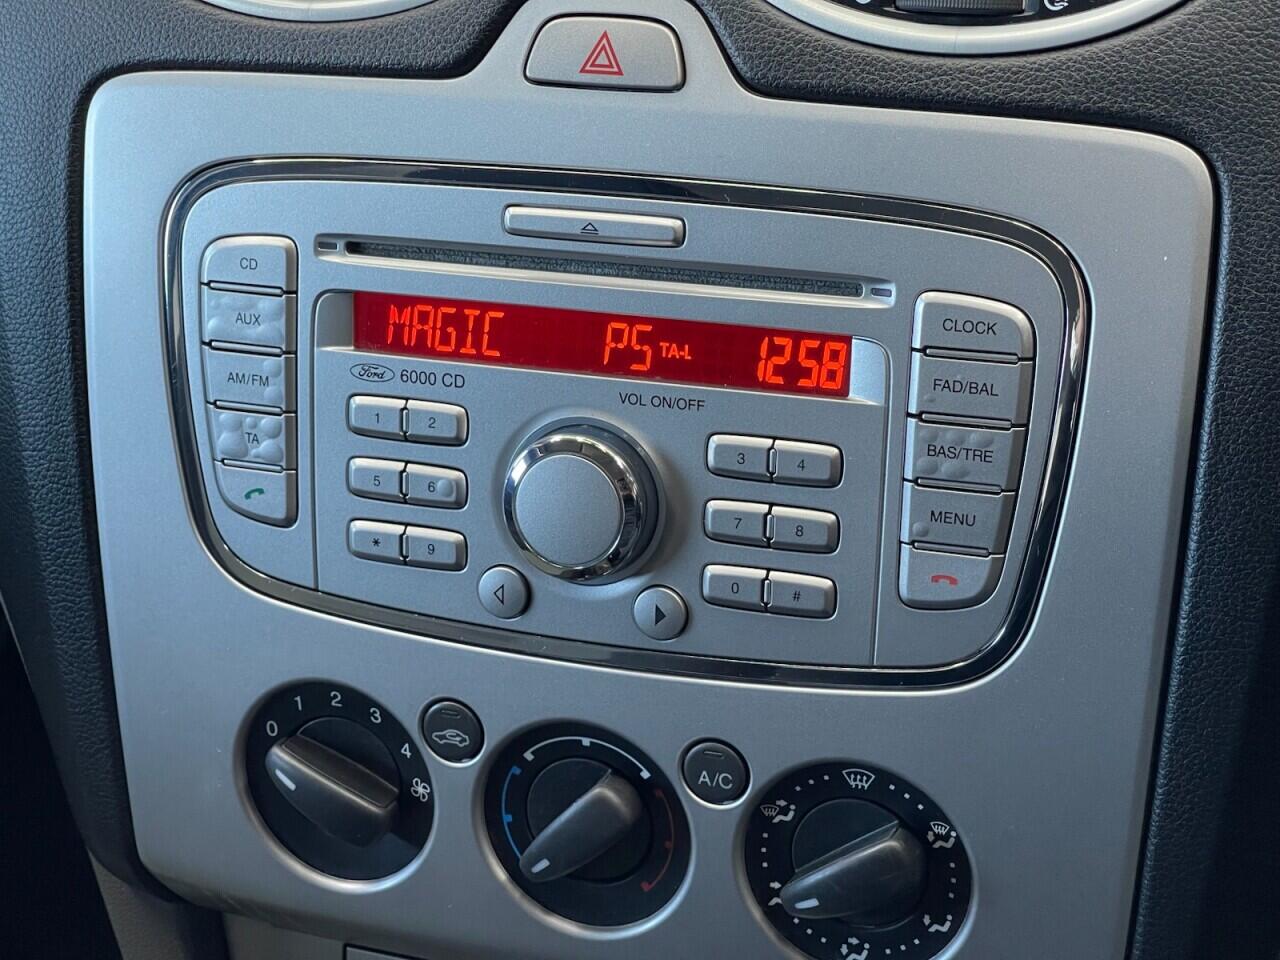 CD
AUX
AM/FM
TA
MAGIC PS TA-L 1258
Ford 6000 CD
VOL ON/OFF
1 2
5 6
* 9
3 4
7 8
0 #
CLOCK
FAD/BAL
BAS/TRE
MENU
0 1 2 3 4
A/C